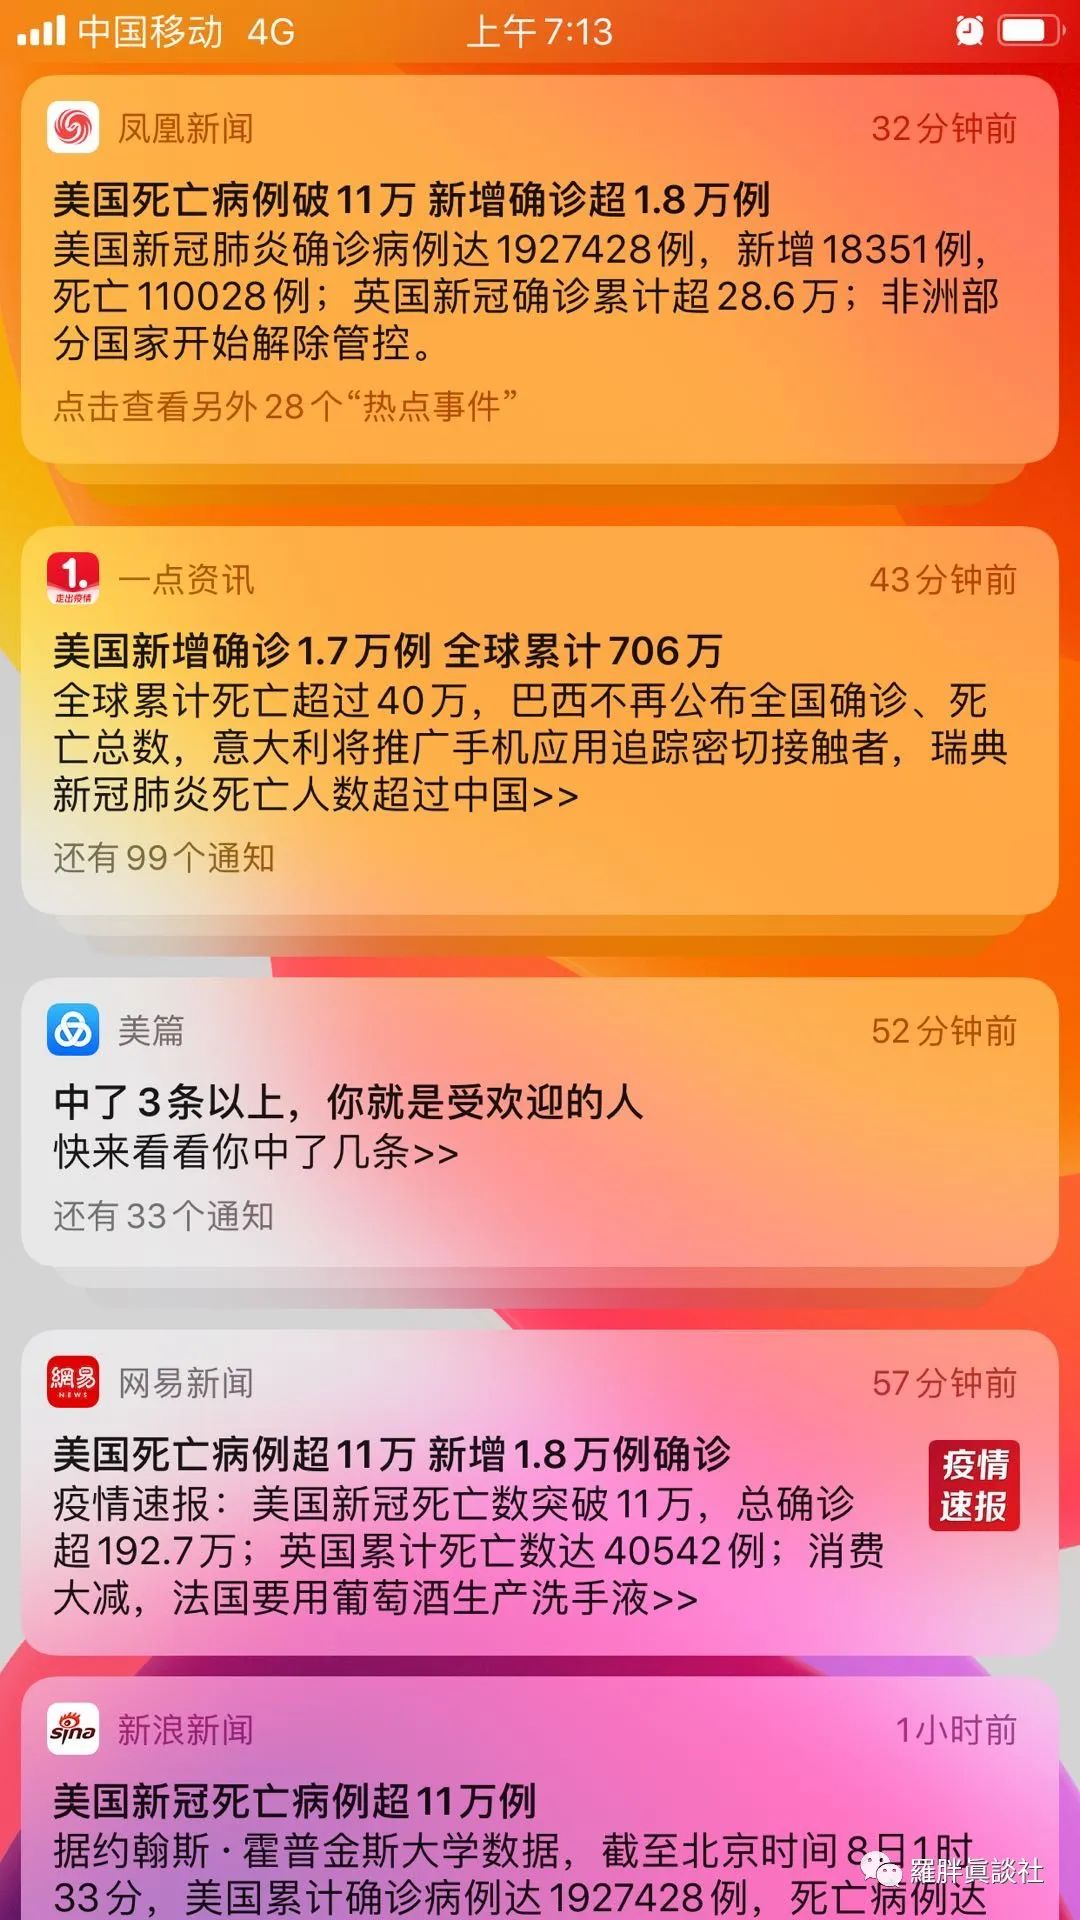 中国移动 4G 上午7:13
凤凰新闻 32分钟前
美国死亡病例破11万 新增确诊超1.8万例
美国新冠肺炎确诊病例达1927428例，新增18351例，
死亡110028例；英国新冠确诊累计超28.6万；非洲部
分国家开始解除管控。
点击查看另外28个“热点事件”
1.
走出疫情
一点资讯 43分钟前
美国新增确诊1.7万例 全球累计706万
全球累计死亡超过40万，巴西不再公布全国确诊、死
亡总数，意大利将推广手机应用追踪密切接触者，瑞典
新冠肺炎死亡人数超过中国>>
还有99个通知
美篇 52分钟前
中了3条以上，你就是受欢迎的人
快来看看你中了几条>>
还有33个通知
網易
NEWS
网易新闻 57分钟前
美国死亡病例超11万 新增1.8万例确诊
疫情速报：美国新冠死亡数突破11万，总确诊
超192.7万；英国累计死亡数达40542例；消费
大减，法国要用葡萄酒生产洗手液>>
疫情
速报
sina
新浪新闻 1小时前
美国新冠死亡病例超11万例
据约翰斯·霍普金斯大学数据，截至北京时间8日1时
33分，美国累计确诊病例达1927428例，死亡病例达
羅胖眞談社